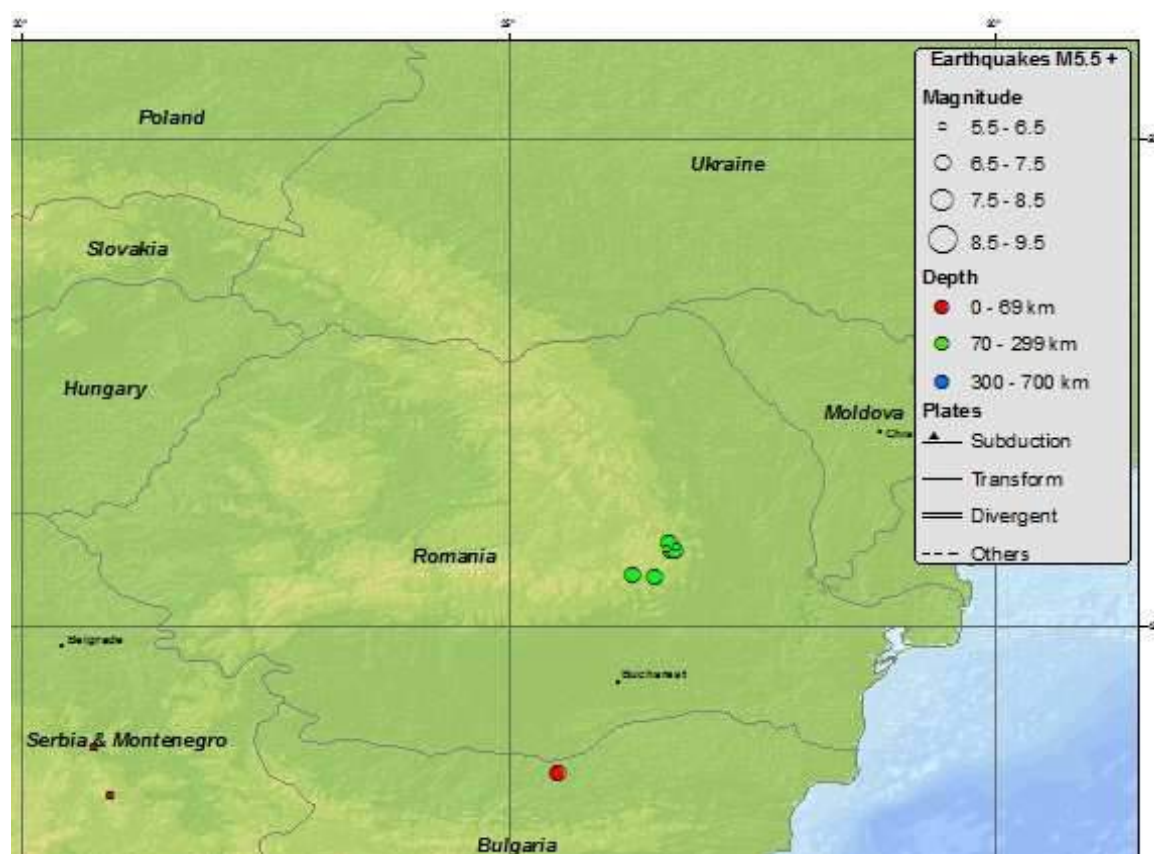 Earthquakes M5.5 +
Magnitude
5.5 - 6.5
6.5 - 7.5
7.5 - 8.5
8.5 - 9.5
Depth
0 - 69 km
70 - 299 km
300 - 700 km
Plates
Subduction
Transform
Divergent
Others
Poland
Ukraine
Slovakia
Hungary
Moldova
Romania
Belgrade
Bucharest
Serbia & Montenegro
Bulgaria